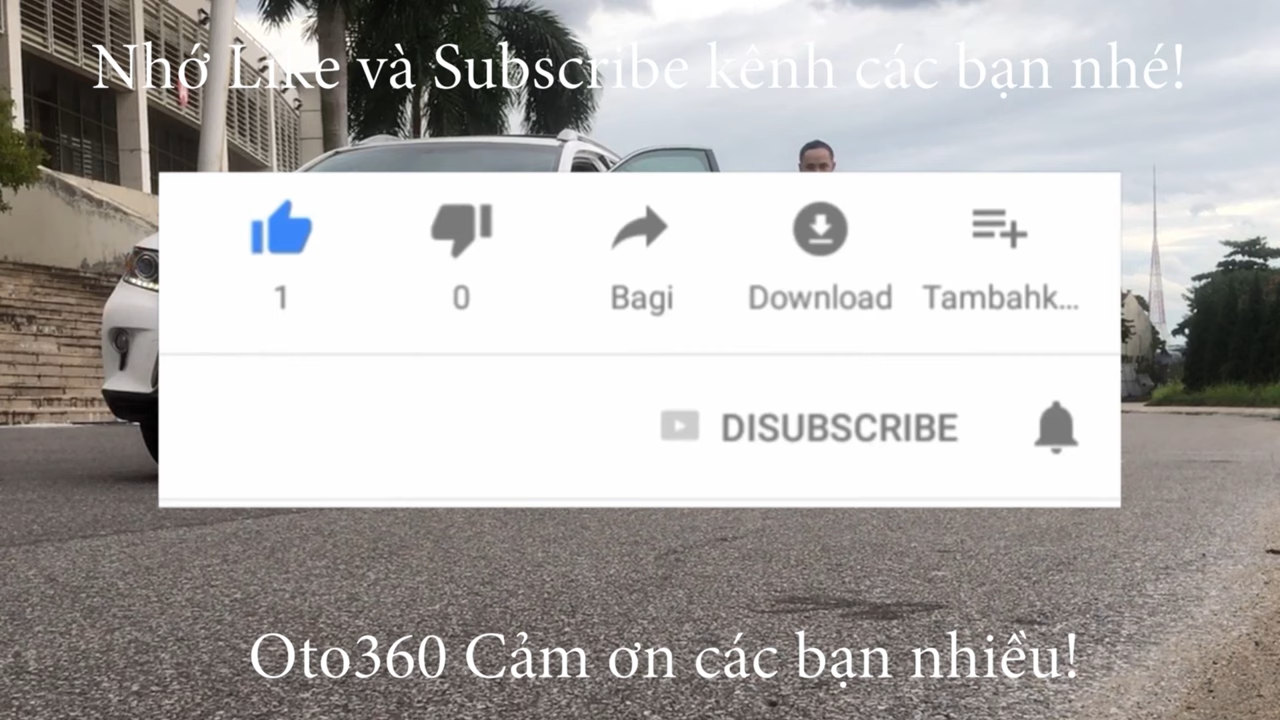 Nhớ Like và Subscribe kênh các bạn nhé!
1 0 Bagi Download Tambahk...
DISUBSCRIBE
Oto360 Cảm ơn các bạn nhiều!